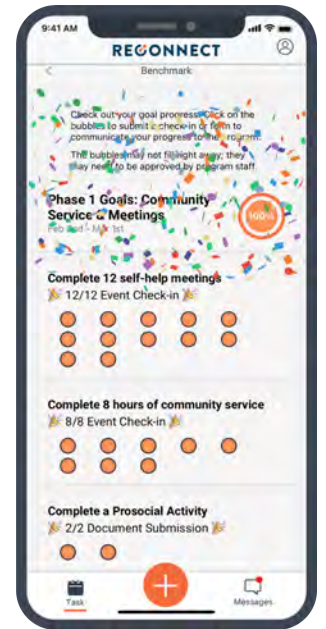 9:41 AM
RECONNECT
Benchmark
Check out your goal progress! Click on the
bubbles to submit a check-in or form to
communicate your progress to the program.
The bubbles may not fill right away; they
may need to be approved by program staff.
Phase 1 Goals: Community
Service & Meetings
100%
Feb 2nd - Mar 1st
Complete 12 self-help meetings
12/12 Event Check-in
Complete 8 hours of community service
8/8 Event Check-in
Complete a Prosocial Activity
2/2 Document Submission
Task
Messages